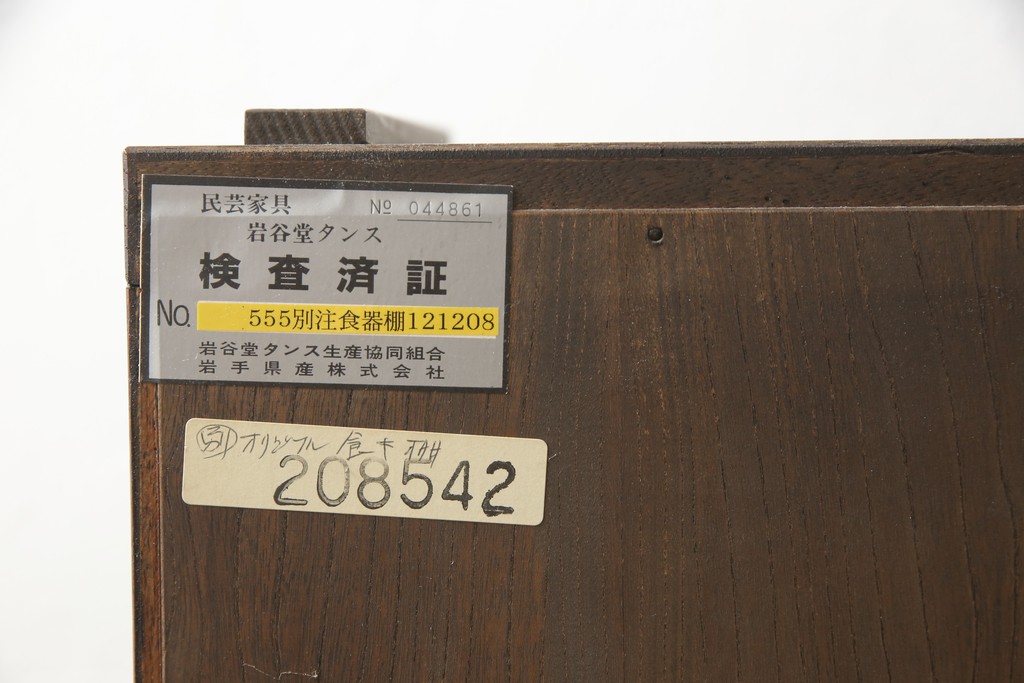 民芸家具 № 044861
岩谷堂タンス
検査済証
No. 555別注食器棚121208
岩谷堂タンス生産協同組合
岩手県産株式会社
別 オリジナル 食キ棚
208542